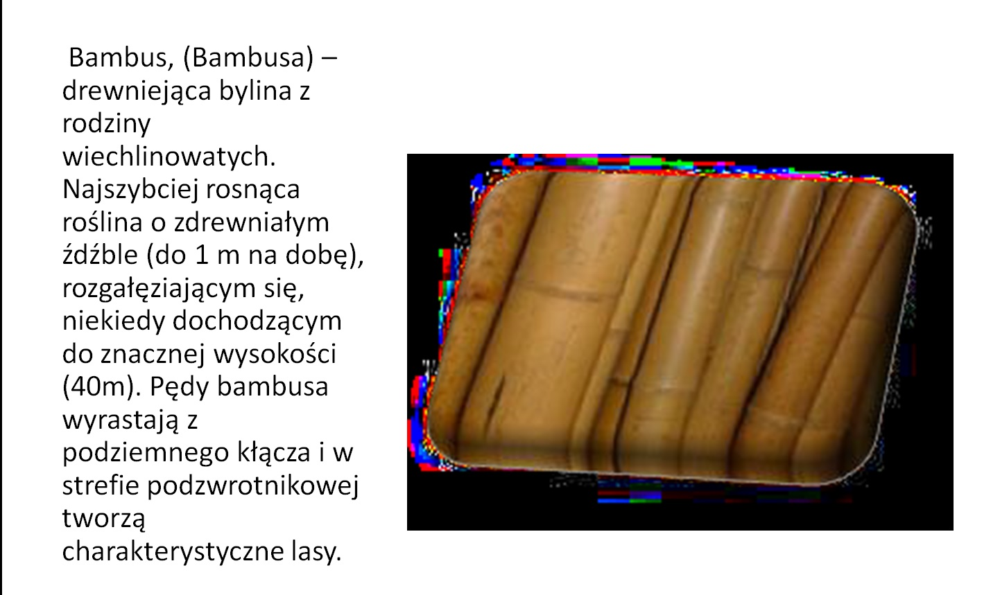 Bambus, (Bambusa) –
drewniejąca bylina z
rodziny
wiechlinowatych.
Najszybciej rosnąca
roślina o zdrewniałym
źdźble (do 1 m na dobę),
rozgałęziającym się,
niekiedy dochodzącym
do znacznej wysokości
(40m). Pędy bambusa
wyrastają z
podziemnego kłącza i w
strefie podzwrotnikowej
tworzą
charakterystyczne lasy.